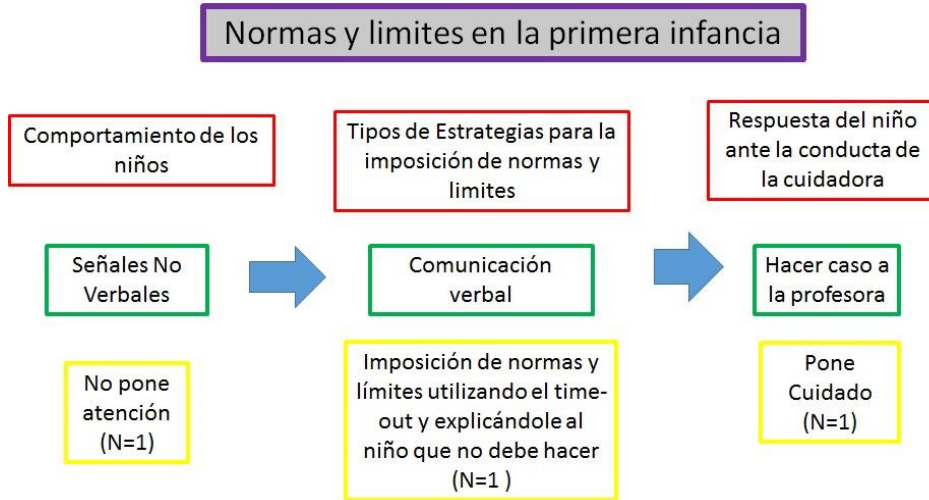 Normas y limites en la primera infancia
Comportamiento de los
niños
Tipos de Estrategias para la
imposición de normas y
limites
Respuesta del niño
ante la conducta de
la cuidadora
Señales No
Verbales
Comunicación
verbal
Hacer caso a
la profesora
No pone
atención
(N=1)
Imposición de normas y
límites utilizando el time-
out y explicándole al
niño que no debe hacer
(N=1 )
Pone
Cuidado
(N=1)